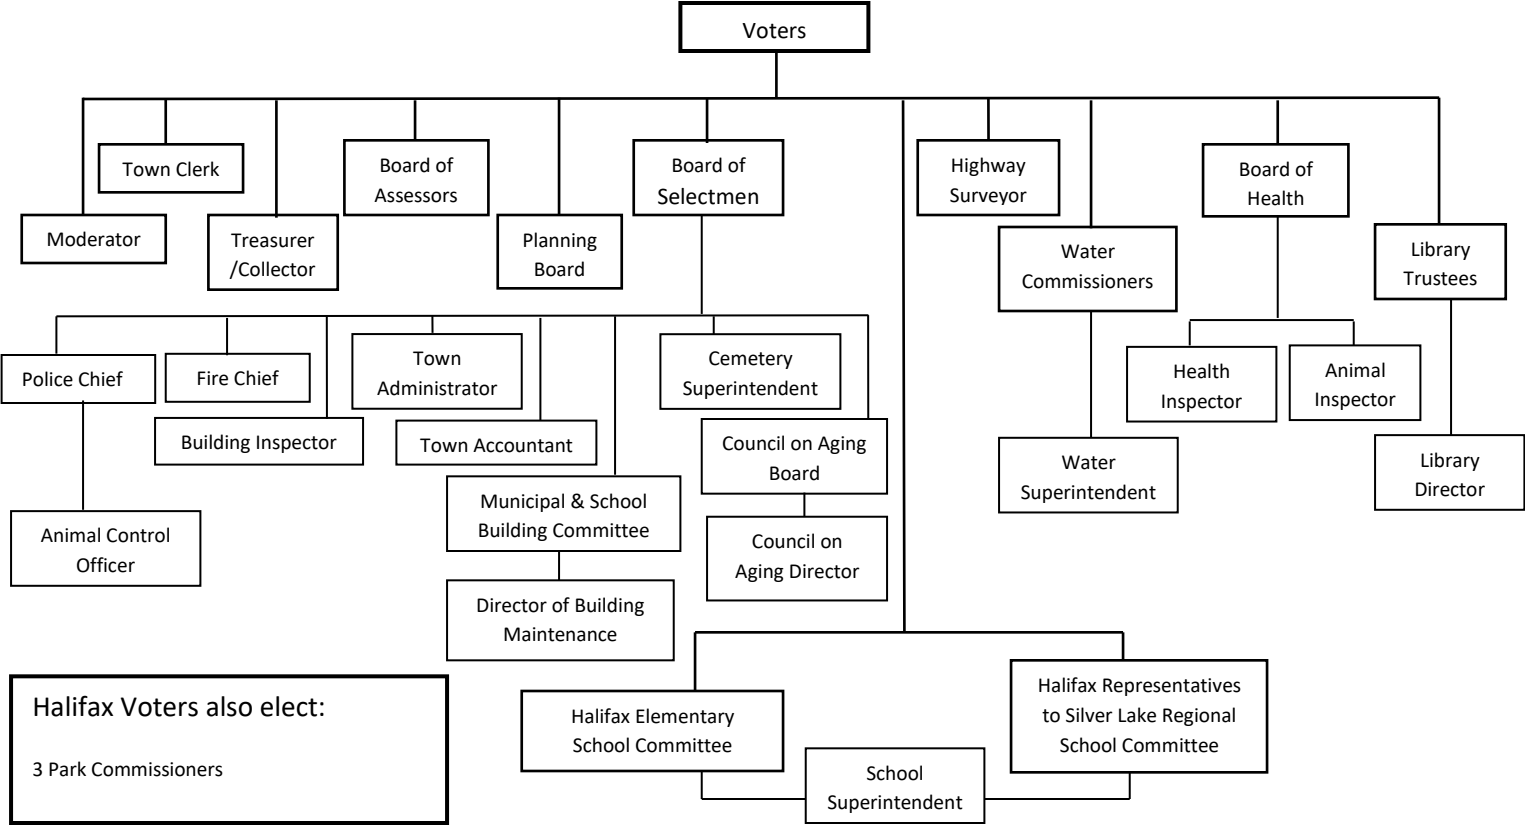 Voters
Town Clerk
Board of
Assessors
Board of
Selectmen
Highway
Surveyor
Board of
Health
Moderator
Treasurer
/Collector
Planning
Board
Water
Commissioners
Library
Trustees
Police Chief
Fire Chief
Town
Administrator
Cemetery
Superintendent
Health
Inspector
Animal
Inspector
Building Inspector
Town Accountant
Council on Aging
Board
Water
Superintendent
Library
Director
Animal Control
Officer
Municipal & School
Building Committee
Council on
Aging Director
Director of Building
Maintenance
Halifax Voters also elect:
3 Park Commissioners
Halifax Elementary
School Committee
Halifax Representatives
to Silver Lake Regional
School Committee
School
Superintendent